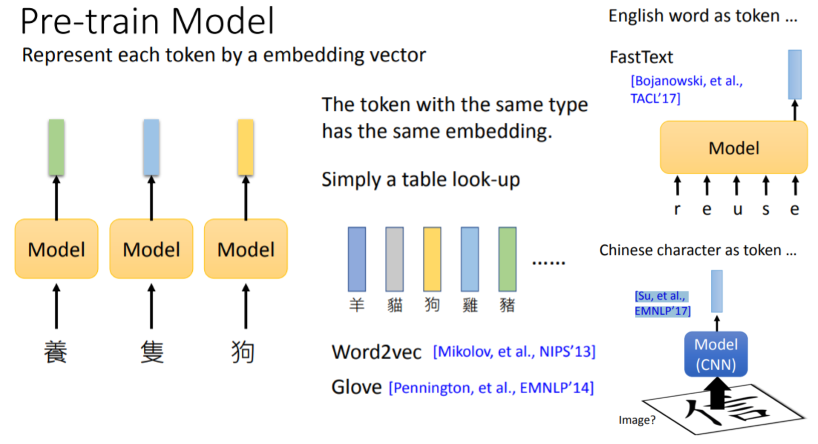 Pre-train Model
Represent each token by a embedding vector
Model
Model
Model
養
隻
狗
The token with the same type
has the same embedding.
Simply a table look-up
羊
貓
狗
雞
豬
……
Word2vec [Mikolov, et al., NIPS'13]
Glove [Pennington, et al., EMNLP'14]
English word as token …
FastText
[Bojanowski, et al.,
TACL'17]
Model
r e u s e
Chinese character as token …
[Su, et al.,
EMNLP'17]
Model
(CNN)
Image?
信